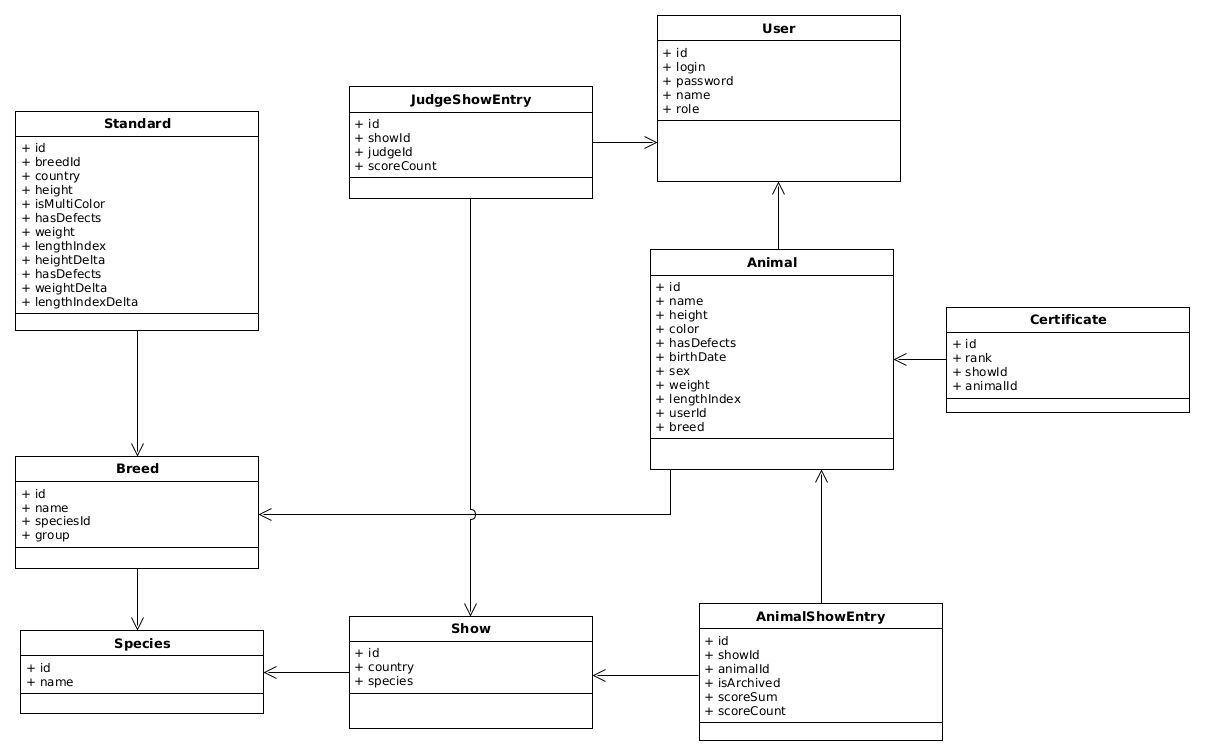 User
+ id
+ login
+ password
+ name
+ role
JudgeShowEntry
+ id
+ showId
+ judgeId
+ scoreCount
Standard
+ id
+ breedId
+ country
+ height
+ isMultiColor
+ hasDefects
+ weight
+ lengthIndex
+ heightDelta
+ hasDefects
+ weightDelta
+ lengthIndexDelta
Animal
+ id
+ name
+ height
+ color
+ hasDefects
+ birthDate
+ sex
+ weight
+ lengthIndex
+ userId
+ breed
Certificate
+ id
+ rank
+ showId
+ animalId
Breed
+ id
+ name
+ speciesId
+ group
Species
+ id
+ name
Show
+ id
+ country
+ species
AnimalShowEntry
+ id
+ showId
+ animalId
+ isArchived
+ scoreSum
+ scoreCount